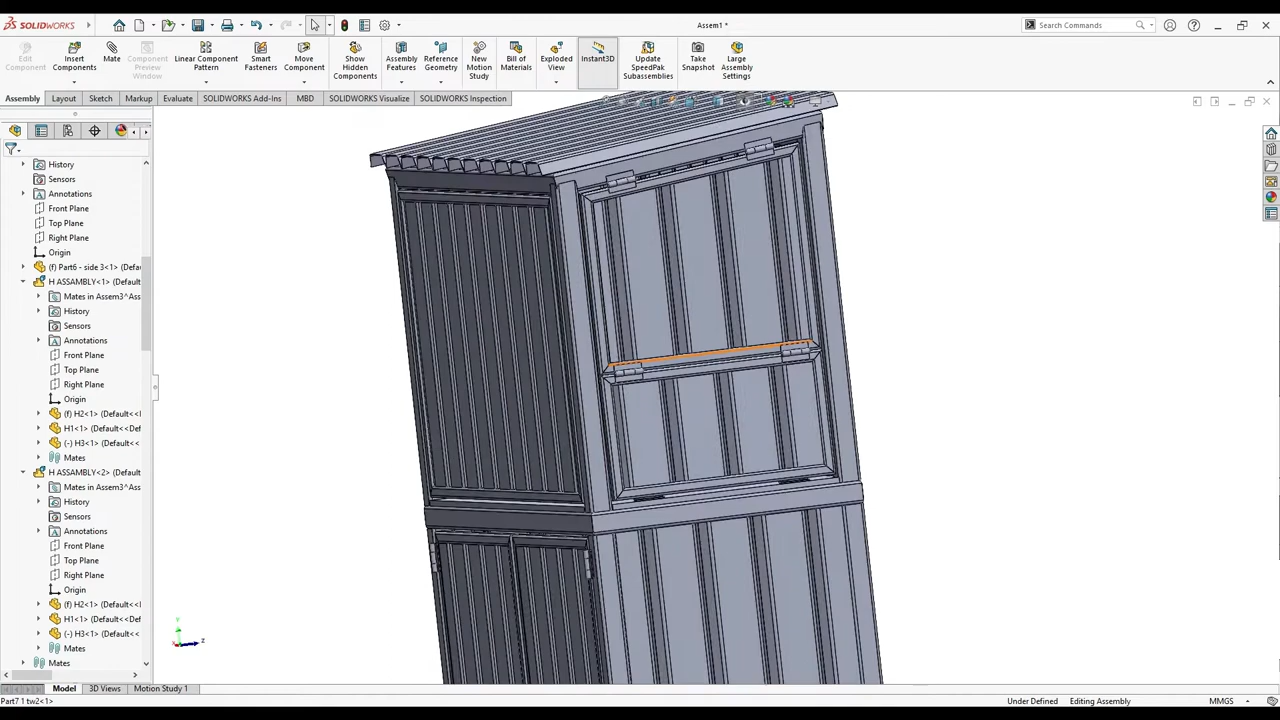 SOLIDWORKS
Assem1 *
Search Commands
Edit Component
Insert Components
Mate
Component Preview Window
Linear Component Pattern
Smart Fasteners
Move Component
Show Hidden Components
Assembly Features
Reference Geometry
New Motion Study
Bill of Materials
Exploded View
Instant3D
Update SpeedPak Subassemblies
Take Snapshot
Large Assembly Settings
Assembly
Layout
Sketch
Markup
Evaluate
SOLIDWORKS Add-Ins
MBD
SOLIDWORKS Visualize
SOLIDWORKS Inspection
History
Sensors
Annotations
Front Plane
Top Plane
Right Plane
Origin
(f) Part6 - side 3<1> (Defa
H ASSEMBLY<1> (Default
Mates in Assem3^Ass
History
Sensors
Annotations
Front Plane
Top Plane
Right Plane
Origin
(f) H2<1> (Default<<
H1<1> (Default<<
(-) H3<1> (Default<<
Mates
H ASSEMBLY<2> (Default
Mates in Assem3^Ass
History
Sensors
Annotations
Front Plane
Top Plane
Right Plane
Origin
(f) H2<1> (Default<<
H1<1> (Default<<
(-) H3<1> (Default<<
Mates
Mates
Y
Z
Model
3D Views
Motion Study 1
Part7 1 tw2<1>
Under Defined
Editing Assembly
MMGS